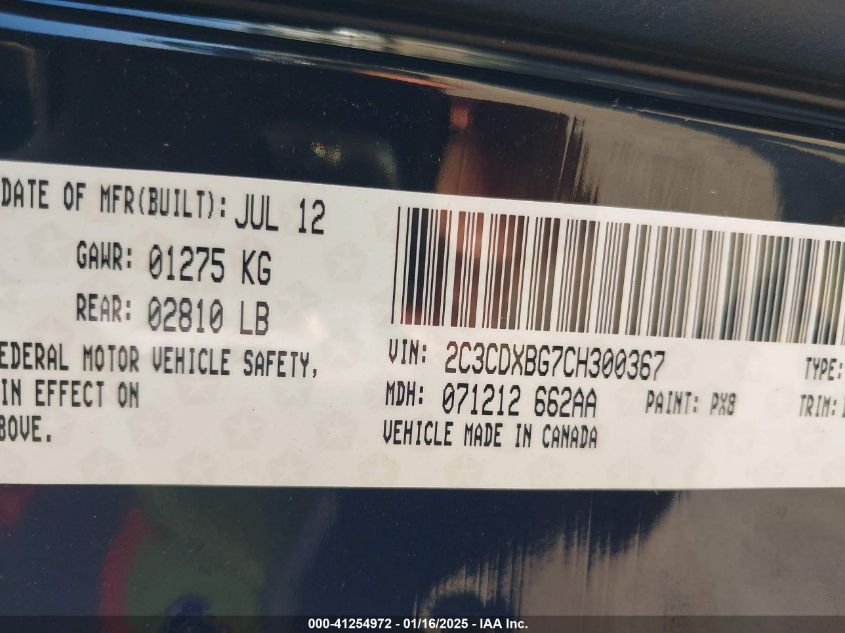 DATE OF MFR(BUILT): JUL 12
GAWR: 01275 KG
REAR: 02810 LB
EDERAL MOTOR VEHICLE SAFETY,
IN EFFECT ON
BOVE.
VIN: 2C3CDXBG7CH300367
TYPE:
MDH: 071212 662AA
PAINT: PX8
TRIM:
VEHICLE MADE IN CANADA
000-41254972 - 01/16/2025 - IAA Inc.